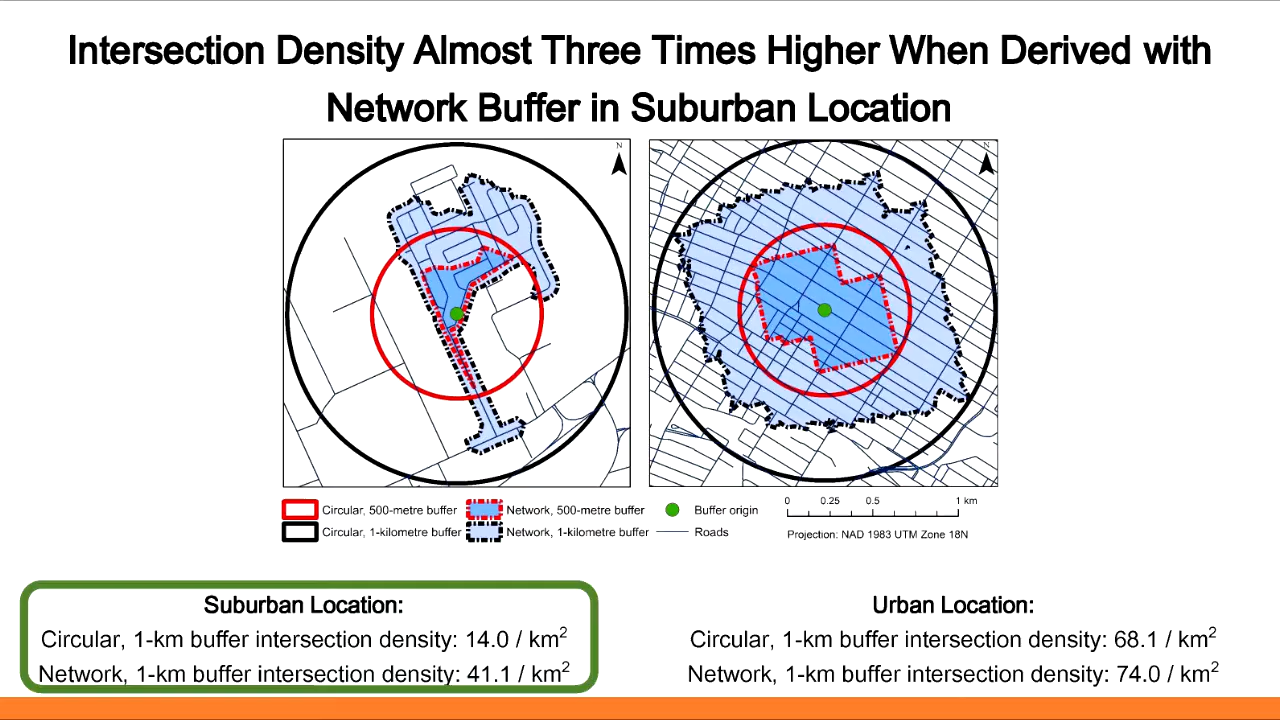 Intersection Density Almost Three Times Higher When Derived with
Network Buffer in Suburban Location
N
N
Circular, 500-metre buffer
Network, 500-metre buffer
Buffer origin
Circular, 1-kilometre buffer
Network, 1-kilometre buffer
Roads
0 0.25 0.5 1 km
Projection: NAD 1983 UTM Zone 18N
Suburban Location:
Circular, 1-km buffer intersection density: 14.0 / km²
Network, 1-km buffer intersection density: 41.1 / km²
Urban Location:
Circular, 1-km buffer intersection density: 68.1 / km²
Network, 1-km buffer intersection density: 74.0 / km²